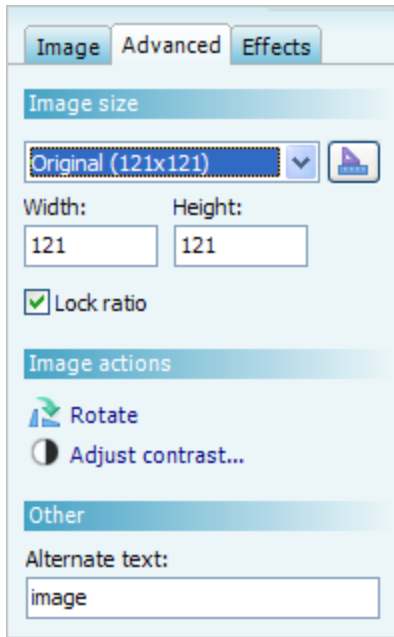 Image Advanced Effects
Image size
Original (121x121)
Width: Height:
121 121
Lock ratio
Image actions
Rotate
Adjust contrast...
Other
Alternate text:
image